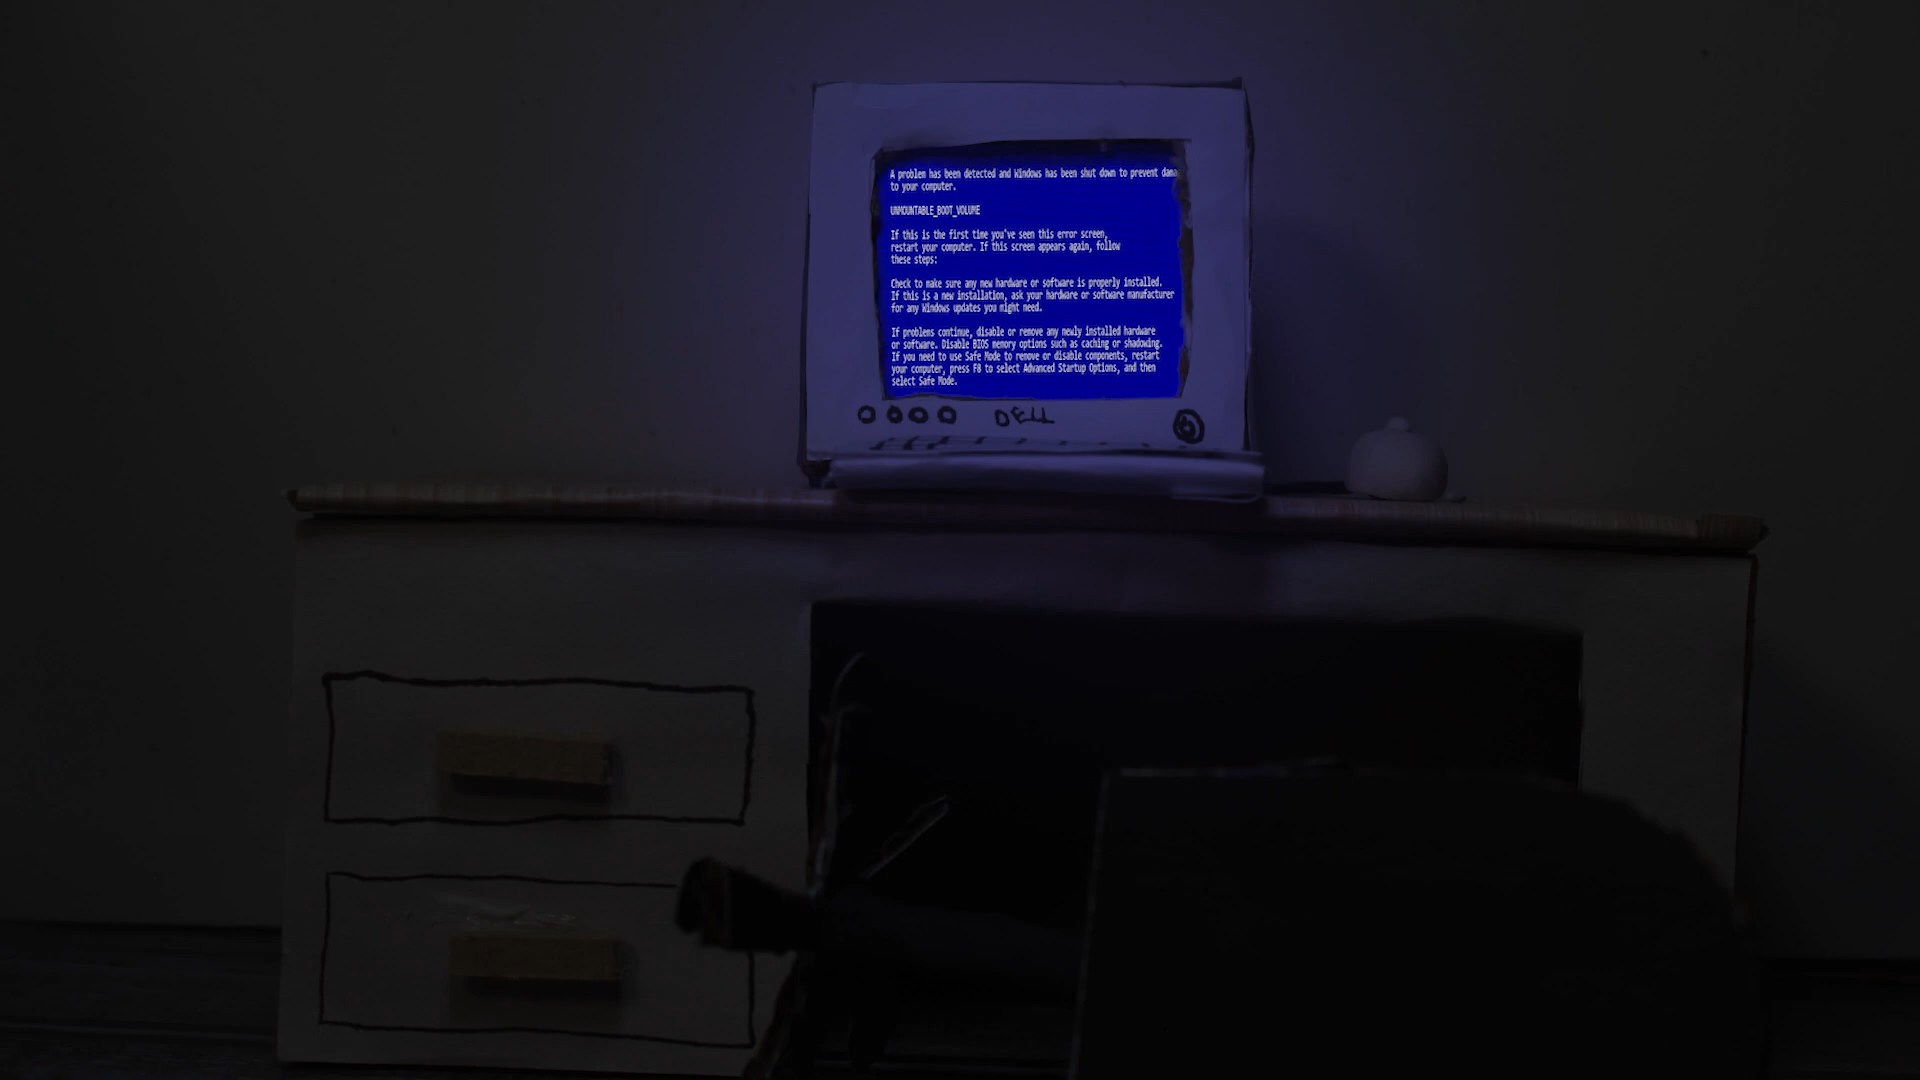 A problem has been detected and Windows has been shut down to prevent dama
to your computer.
UNMOUNTABLE_BOOT_VOLUME
If this is the first time you've seen this error screen,
restart your computer. If this screen appears again, follow
these steps:
Check to make sure any new hardware or software is properly installed.
If this is a new installation, ask your hardware or software manufacturer
for any Windows updates you might need.
If problems continue, disable or remove any newly installed hardware
or software. Disable BIOS memory options such as caching or shadowing.
If you need to use Safe Mode to remove or disable components, restart
your computer, press F8 to select Advanced Startup Options, and then
select Safe Mode.
DELL